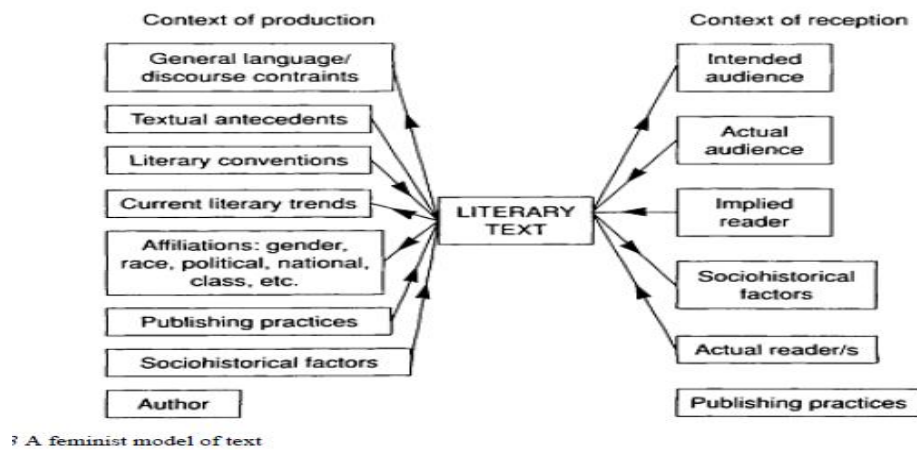 Context of production
General language/
discourse contraints
Textual antecedents
Literary conventions
Current literary trends
Affiliations: gender,
race, political, national,
class, etc.
Publishing practices
Sociohistorical factors
Author
LITERARY
TEXT
Context of reception
Intended
audience
Actual
audience
Implied
reader
Sociohistorical
factors
Actual reader/s
Publishing practices
A feminist model of text